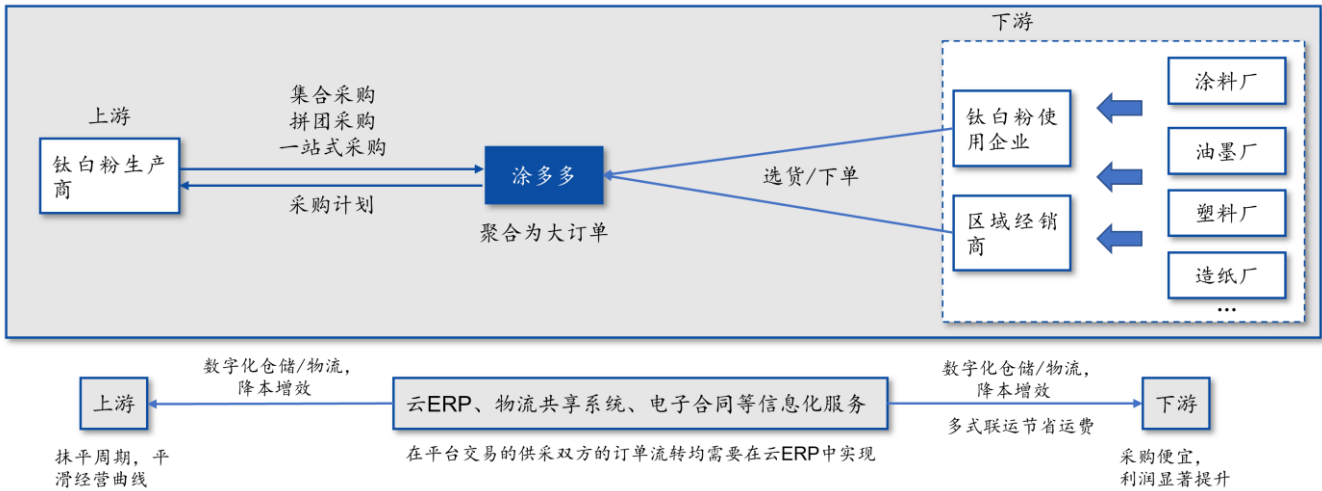 下游
上游
钛白粉生产
商
集合采购
拼团采购
一站式采购
采购计划
涂多多
聚合为大订单
选货/下单
钛白粉使
用企业
区域经销
商
涂料厂
油墨厂
塑料厂
造纸厂
...
上游
数字化仓储/物流,
降本增效
云ERP、物流共享系统、电子合同等信息化服务
数字化仓储/物流,
降本增效
多式联运节省运费
下游
抹平周期，平
滑经营曲线
在平台交易的供采双方的订单流转均需要在云ERP中实现
采购便宜，
利润显著提升